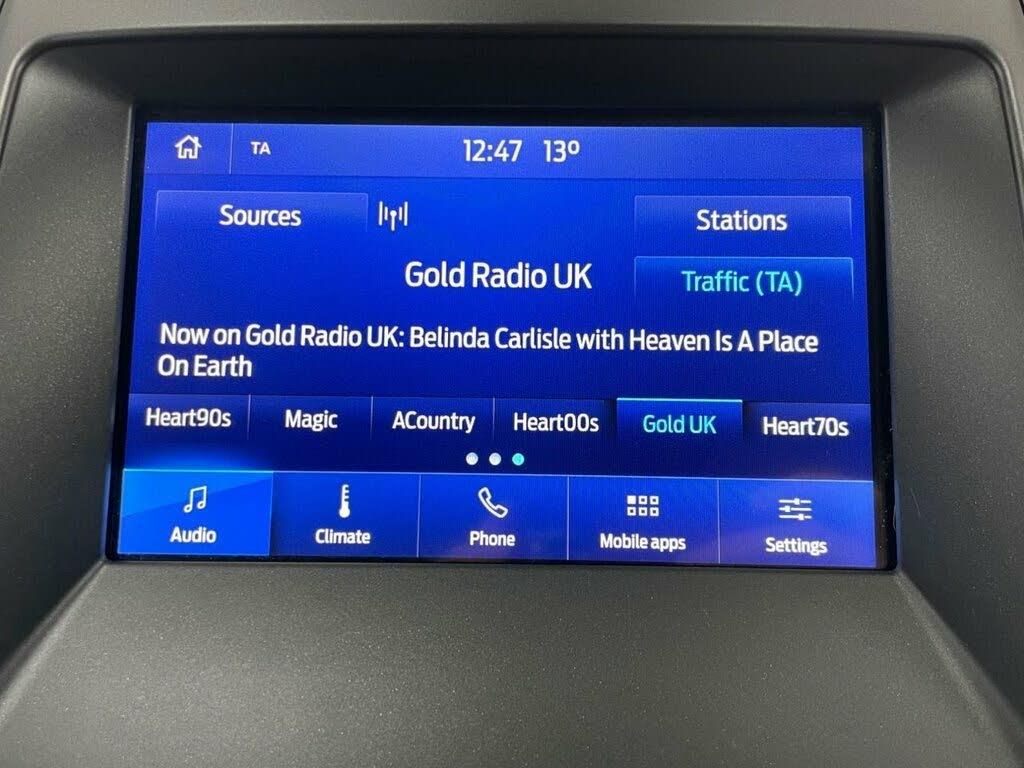 TA 12:47 13º
Sources Stations
Gold Radio UK Traffic (TA)
Now on Gold Radio UK: Belinda Carlisle with Heaven Is A Place
On Earth
Heart90s Magic ACountry Heart00s Gold UK Heart70s
Audio Climate Phone Mobile apps Settings